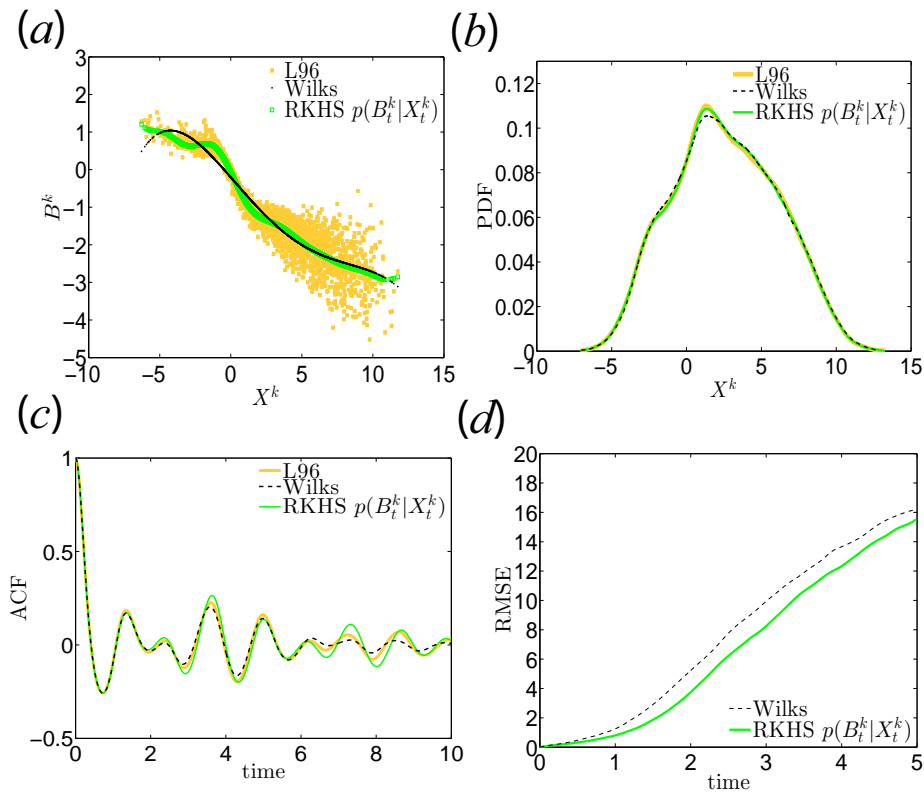 (a)
L96
Wilks
RKHS p(B_t^k|X_t^k)
3
2
1
0
−1
−2
−3
−4
−5
B^k
−10 −5 0 5 10 15
X^k
(b)
L96
Wilks
RKHS p(B_t^k|X_t^k)
0.12
0.1
0.08
0.06
0.04
0.02
0
PDF
−10 −5 0 5 10 15
X^k
(c)
L96
Wilks
RKHS p(B_t^k|X_t^k)
1
0.5
0
−0.5
ACF
0 2 4 6 8 10
time
(d)
20
18
16
14
12
10
8
6
4
2
0
RMSE
Wilks
RKHS p(B_t^k|X_t^k)
0 1 2 3 4 5
time